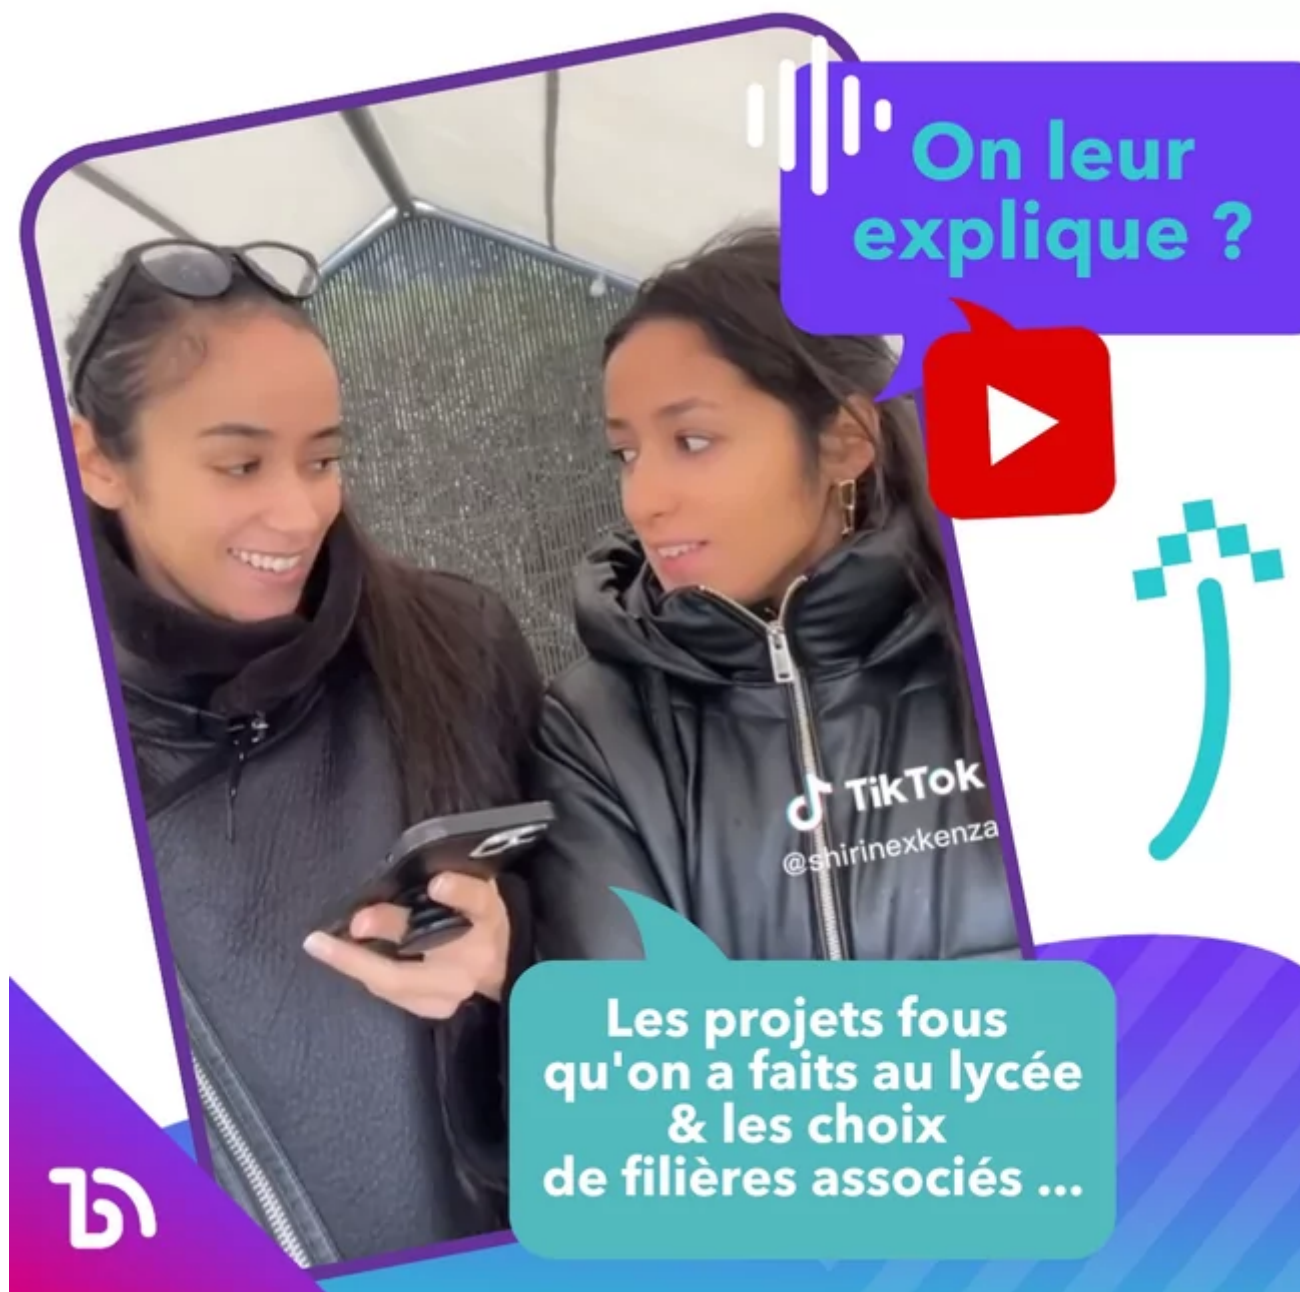 On leur
explique ?
TikTok
@shirinexkenza
Les projets fous
qu'on a faits au lycée
& les choix
de filières associés ...